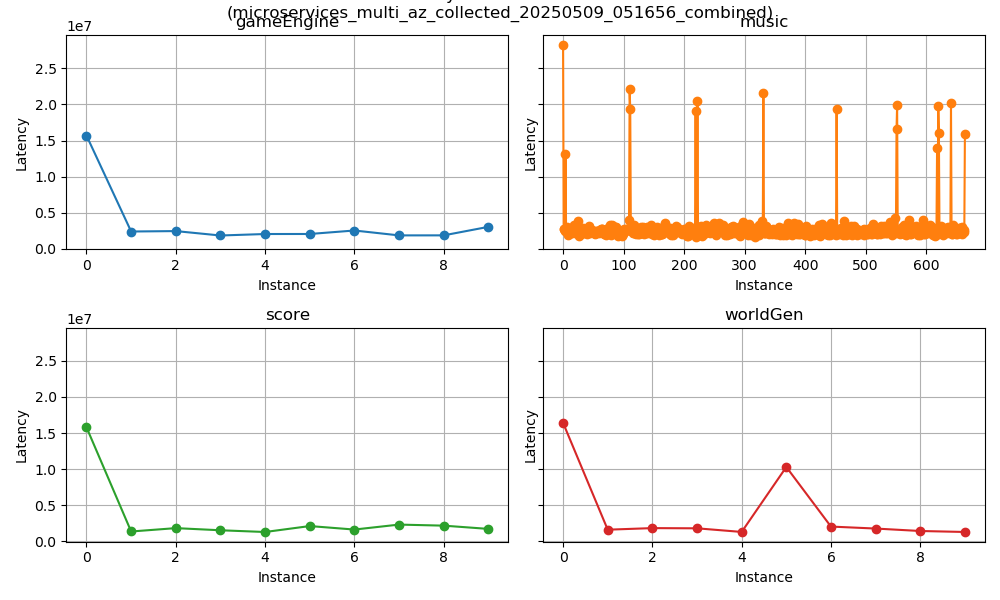 (microservices_multi_az_collected_20250509_051656_combined)
gameEngine
music
1e7
2.5
2.0
1.5
1.0
0.5
0.0
Latency
0 2 4 6 8
Instance
Latency
0 100 200 300 400 500 600
Instance
score
worldGen
1e7
2.5
2.0
1.5
1.0
0.5
0.0
Latency
0 2 4 6 8
Instance
Latency
0 2 4 6 8
Instance